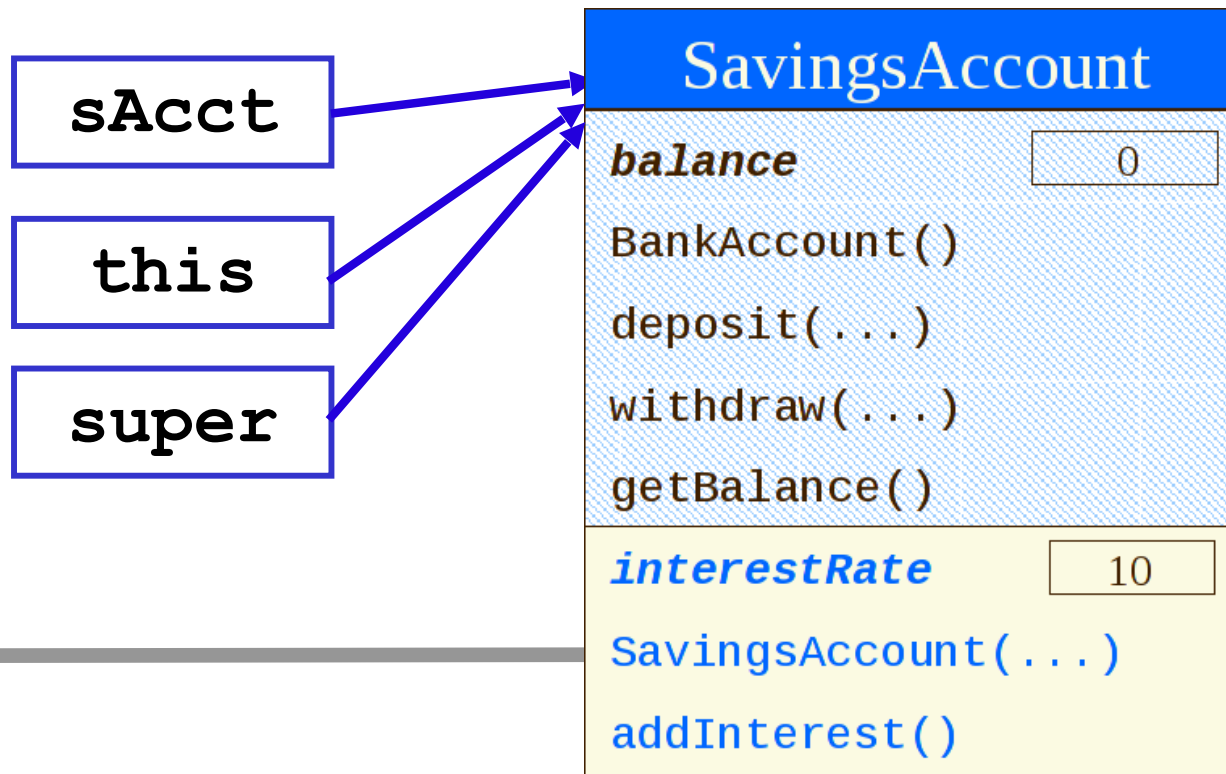 sAcct
this
super
SavingsAccount
balance 0
BankAccount()
deposit(...)
withdraw(...)
getBalance()
interestRate 10
SavingsAccount(...)
addInterest()